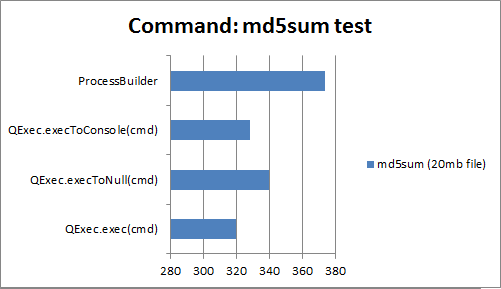 Command: md5sum test
ProcessBuilder
QExec.execToConsole(cmd)
QExec.execToNull(cmd)
QExec.exec(cmd)
md5sum (20mb file)
280 300 320 340 360 380